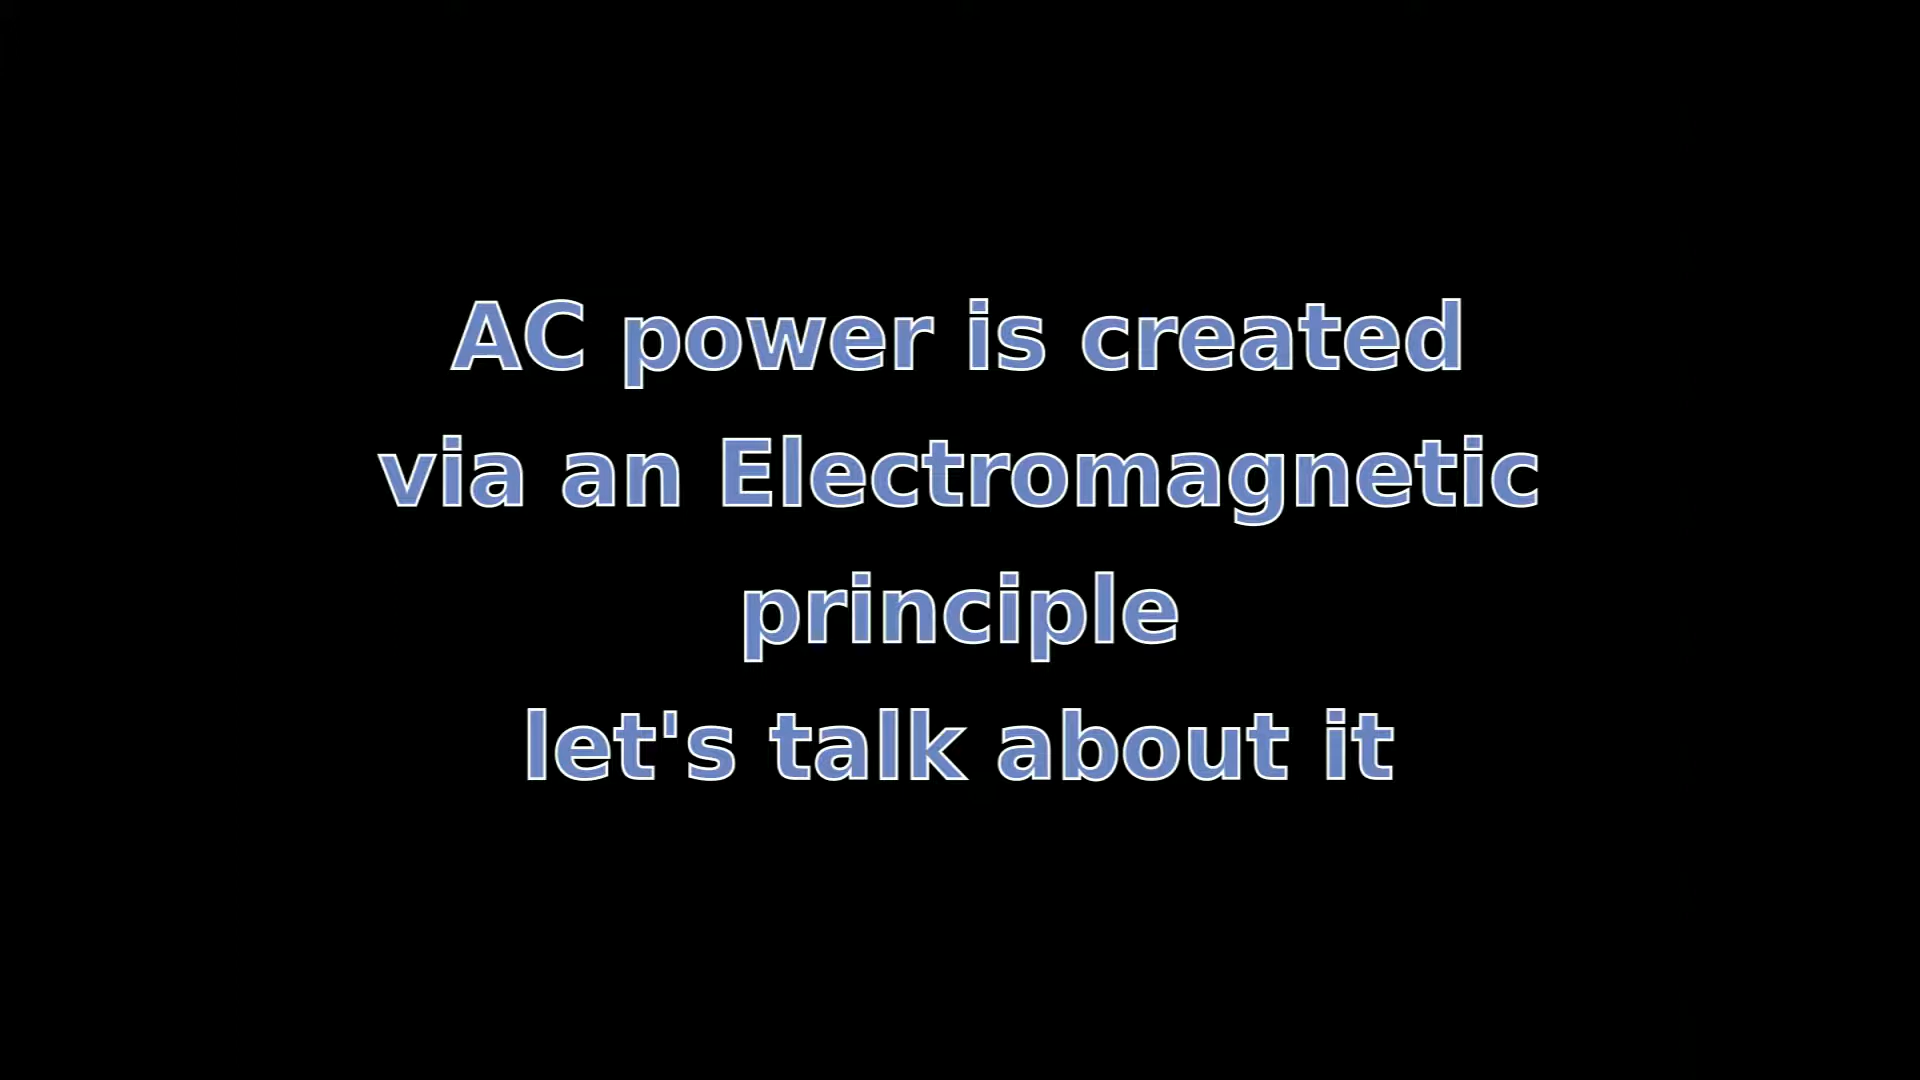 AC power is created
via an Electromagnetic
principle
let's talk about it